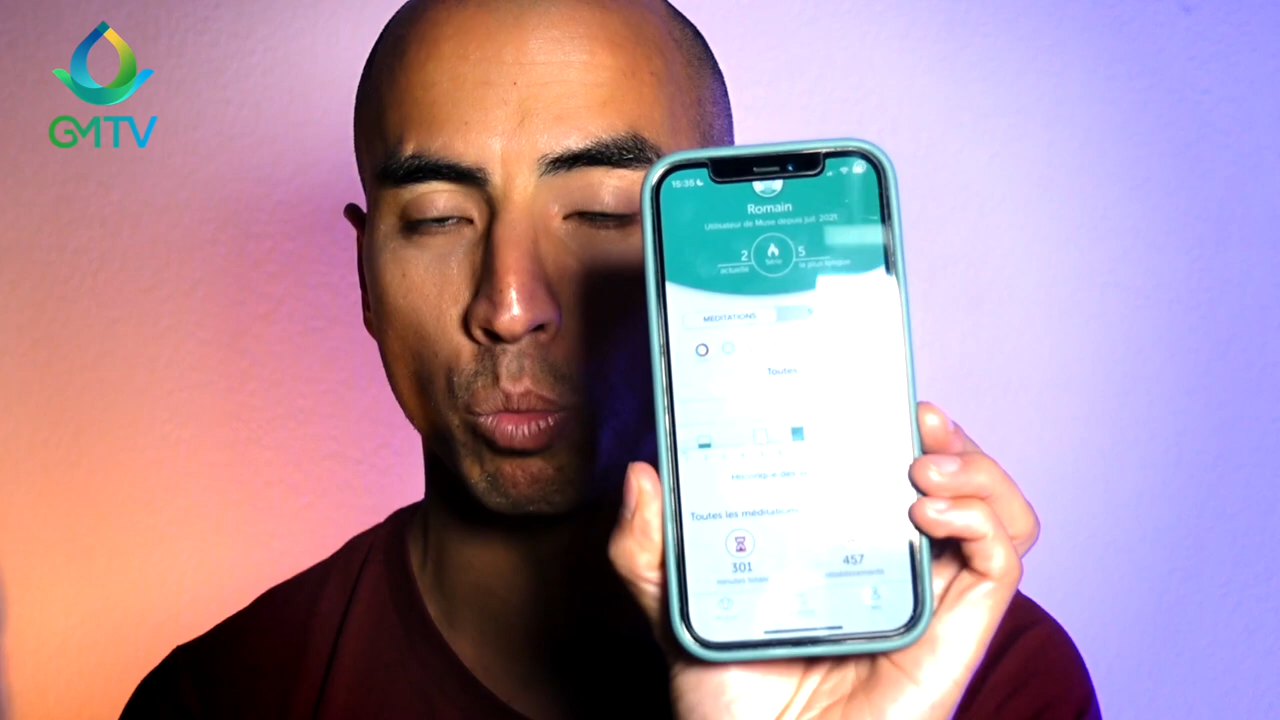 GMTV
15:35
Romain
Utilisateur de Muse depuis juil. 2021
2
actuelle
Série
5
la plus longue
MÉDITATIONS
Toutes
Toutes les méditations
301
minutes totales
457
rétablissements